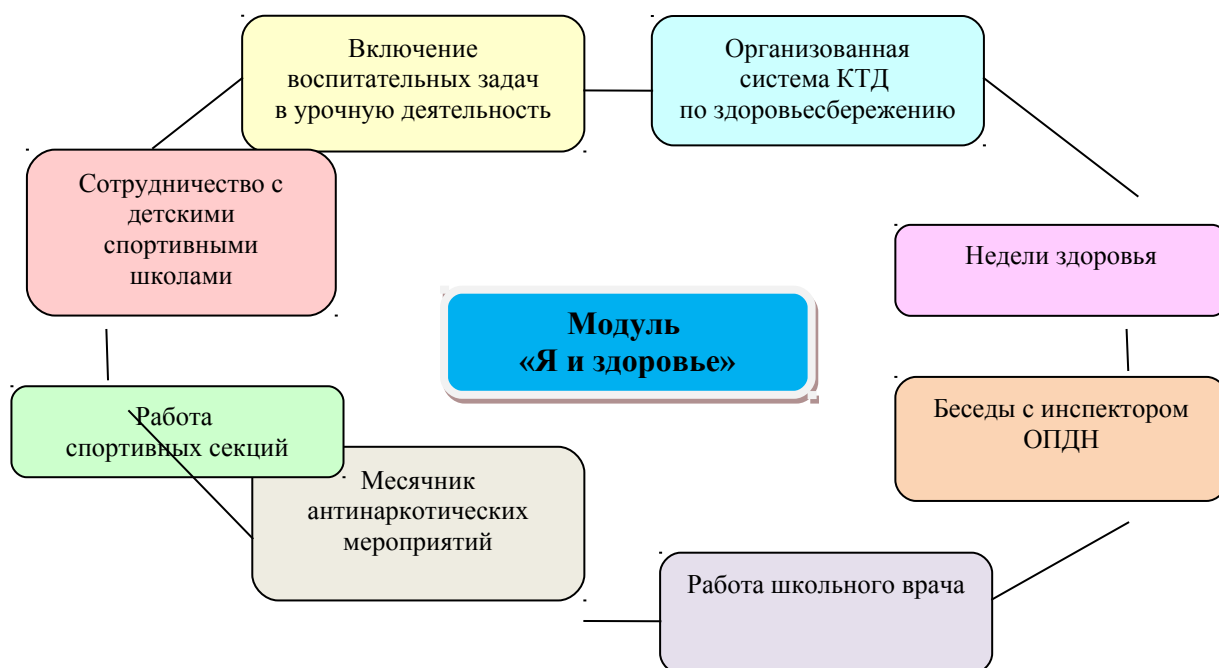 Включение
воспитательных задач
в урочную деятельность
Организованная
система КТД
по здоровьесбережению
Сотрудничество с
детскими
спортивными
школами
Недели здоровья
Модуль
«Я и здоровье»
Работа
спортивных секций
Беседы с инспектором
ОПДН
Месячник
антинаркотических
мероприятий
Работа школьного врача